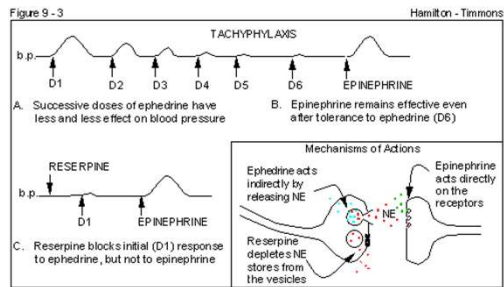 Figure 9 - 3
Hamilton - Timmons
TACHYPHYLAXIS
b.p.
D1
D2
D3
D4
D5
D6
EPINEPHRINE
A. Successive doses of ephedrine have
less and less effect on blood pressure
B. Epinephrine remains effective even
after tolerance to ephedrine (D6)
RESERPINE
b.p.
D1
EPINEPHRINE
C. Reserpine blocks initial (D1) response
to ephedrine, but not to epinephrine
Mechanisms of Actions
Ephedrine acts
indirectly by
releasing NE
Epinephrine
acts directly
on the
receptors
NE
Reserpine
depletes NE
stores from
the vesicles